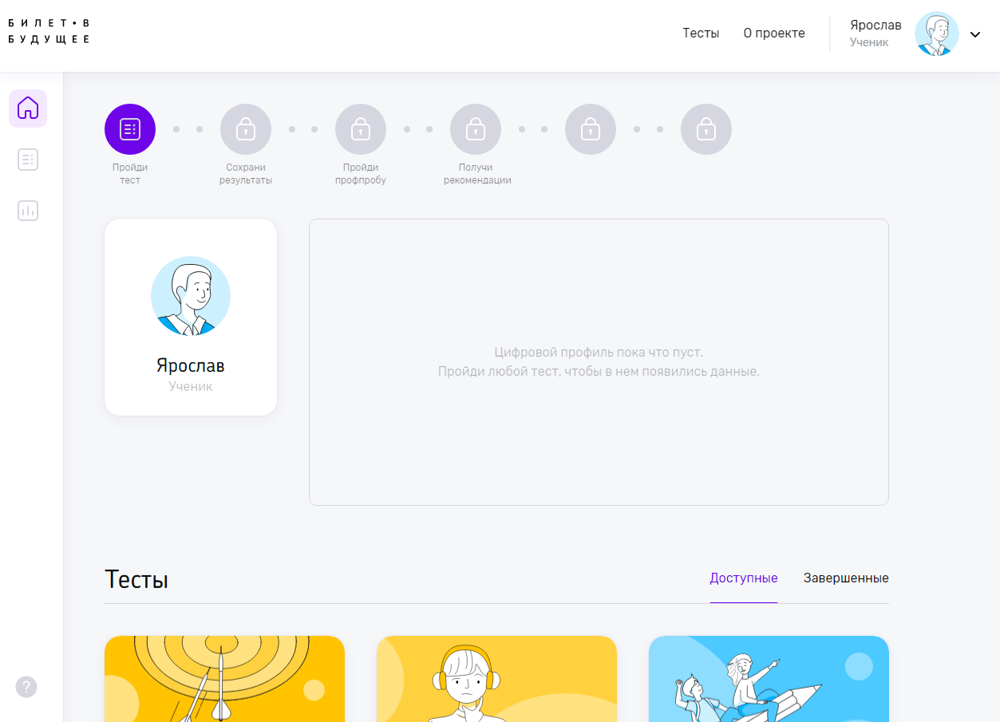 БИЛЕТ•В
БУДУЩЕЕ
Тесты
О проекте
Ярослав
Ученик
Пройди
тест
Сохрани
результаты
Пройди
профпробу
Получи
рекомендации
Ярослав
Ученик
Цифровой профиль пока что пуст.
Пройди любой тест, чтобы в нем появились данные.
Тесты
Доступные
Завершенные
?